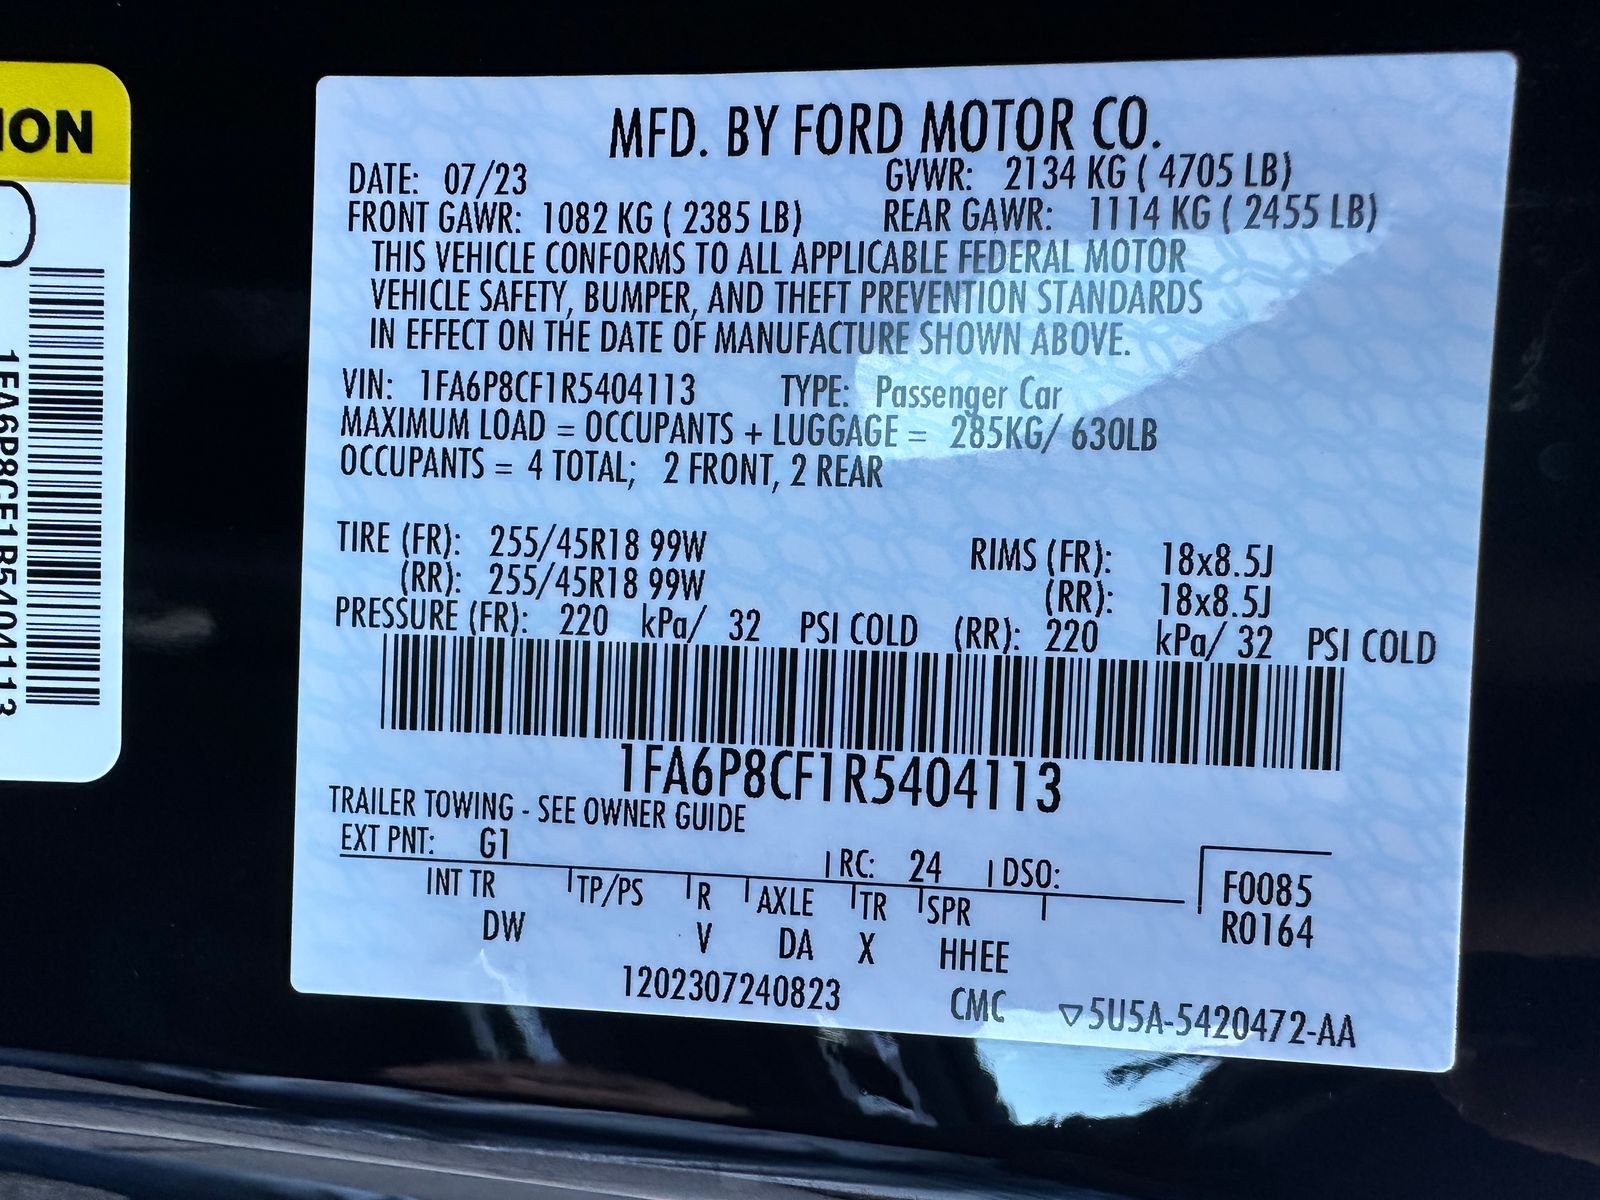 ION
1FA6P8CF1R5404113
MFD. BY FORD MOTOR CO.
DATE: 07/23 GVWR: 2134 KG ( 4705 LB)
FRONT GAWR: 1082 KG ( 2385 LB) REAR GAWR: 1114 KG ( 2455 LB)
THIS VEHICLE CONFORMS TO ALL APPLICABLE FEDERAL MOTOR
VEHICLE SAFETY, BUMPER, AND THEFT PREVENTION STANDARDS
IN EFFECT ON THE DATE OF MANUFACTURE SHOWN ABOVE.
VIN: 1FA6P8CF1R5404113 TYPE: Passenger Car
MAXIMUM LOAD = OCCUPANTS + LUGGAGE = 285KG/ 630LB
OCCUPANTS = 4 TOTAL; 2 FRONT, 2 REAR
TIRE (FR): 255/45R18 99W RIMS (FR): 18x8.5J
(RR): 255/45R18 99W (RR): 18x8.5J
PRESSURE (FR): 220 kPa/ 32 PSI COLD (RR): 220 kPa/ 32 PSI COLD
1FA6P8CF1R5404113
TRAILER TOWING - SEE OWNER GUIDE
EXT PNT: G1 RC: 24 DSO: F0085
INT TR TP/PS R AXLE TR SPR R0164
DW V DA X HHEE
1202307240823 CMC ▽5U5A-5420472-AA